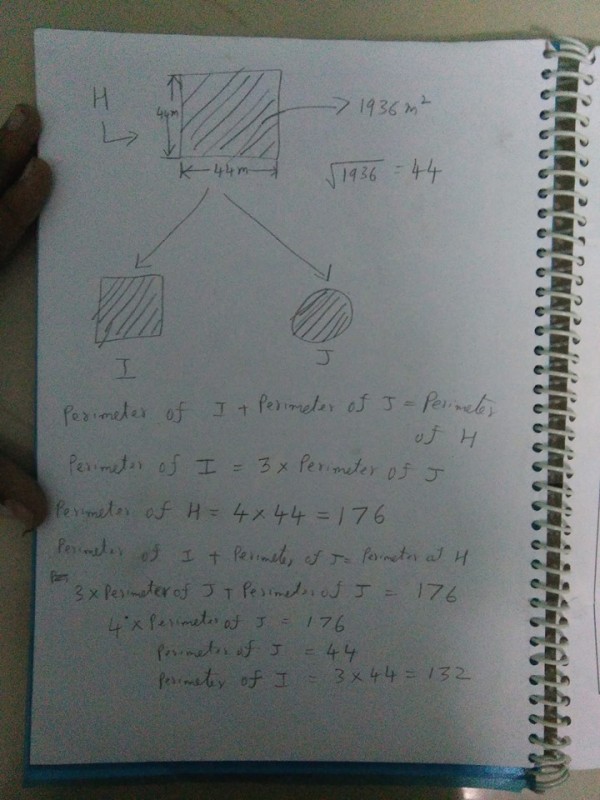 H
44m
1936 m²
44m
√1936 = 44
I
J
Perimeter of I + Perimeter of J = Perimeter
of H
Perimeter of I = 3 × Perimeter of J
Perimeter of H = 4 × 44 = 176
Perimeter of I + Perimeter of J = Perimeter of H
3 × Perimeter of J + Perimeter of J = 176
4 × Perimeter of J = 176
Perimeter of J = 44
Perimeter of I = 3 × 44 = 132